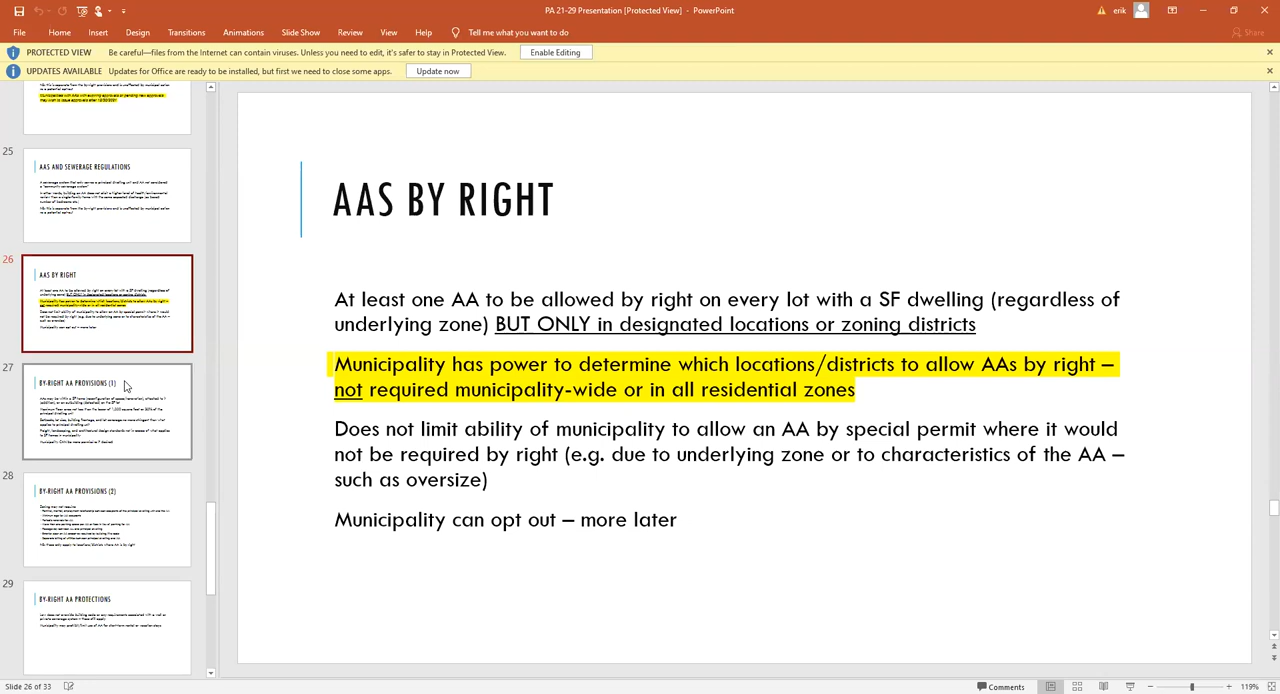 PA 21-29 Presentation [Protected View] - PowerPoint
erik
File Home Insert Design Transitions Animations Slide Show Review View Help Tell me what you want to do
Share
PROTECTED VIEW Be careful—files from the Internet can contain viruses. Unless you need to edit, it's safer to stay in Protected View. Enable Editing
UPDATES AVAILABLE Updates for Office are ready to be installed, but first we need to close some apps. Update now
25
AAS AND SEWERAGE REGULATIONS
26
AAS BY RIGHT
27
BY-RIGHT AA PROVISIONS (1)
28
BY-RIGHT AA PROVISIONS (2)
29
BY-RIGHT AA PROTECTIONS
AAS BY RIGHT
At least one AA to be allowed by right on every lot with a SF dwelling (regardless of
underlying zone) BUT ONLY in designated locations or zoning districts
Municipality has power to determine which locations/districts to allow AAs by right –
not required municipality-wide or in all residential zones
Does not limit ability of municipality to allow an AA by special permit where it would
not be required by right (e.g. due to underlying zone or to characteristics of the AA –
such as oversize)
Municipality can opt out – more later
Slide 26 of 33
Comments
119%